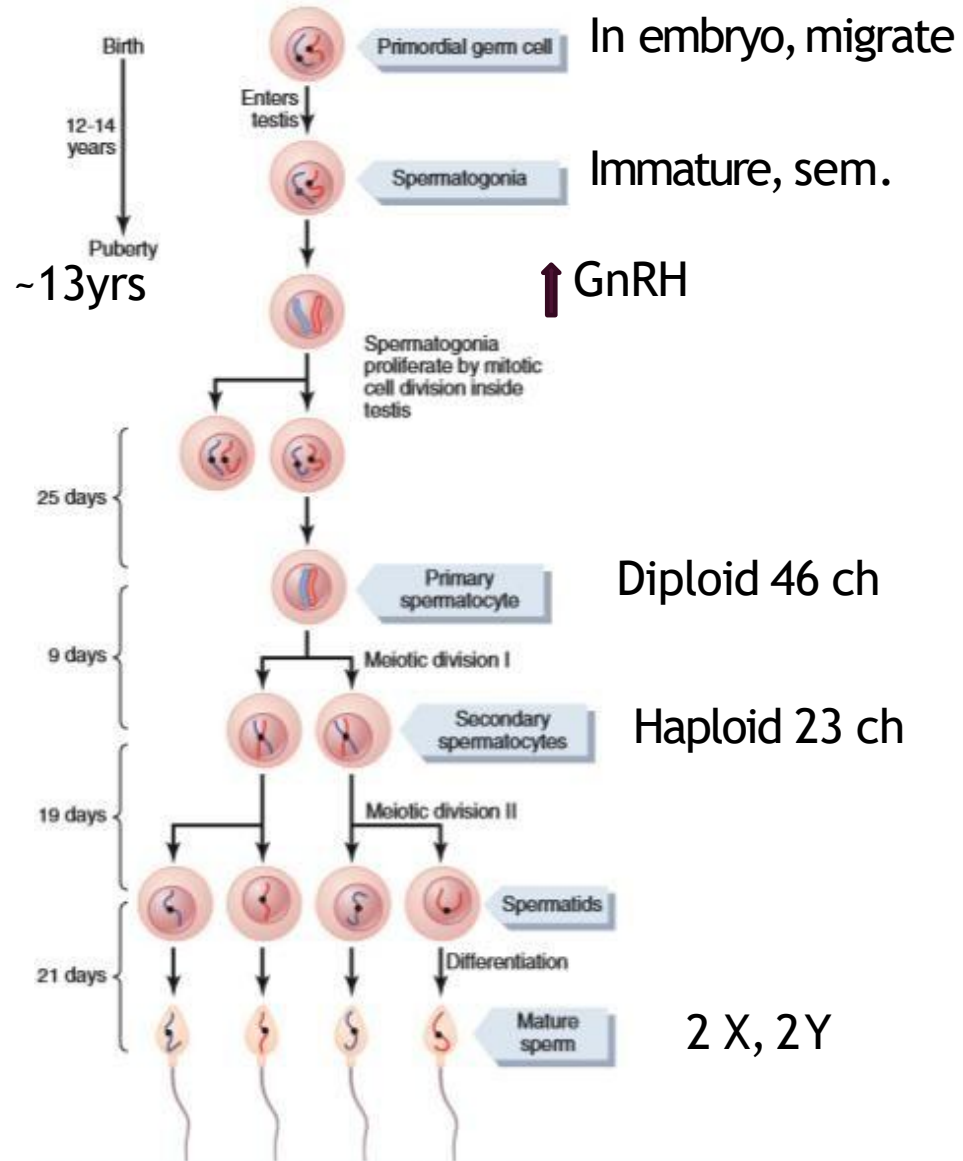 Birth
Primordial germ cell
In embryo, migrate
Enters
testis
12-14
years
Spermatogonia
Immature, sem.
Puberty
~13yrs
GnRH
Spermatogonia
proliferate by mitotic
cell division inside
testis
25 days
Primary
spermatocyte
Diploid 46 ch
9 days
Meiotic division I
Secondary
spermatocytes
Haploid 23 ch
19 days
Meiotic division II
Spermatids
21 days
Differentiation
Mature
sperm
2 X, 2Y